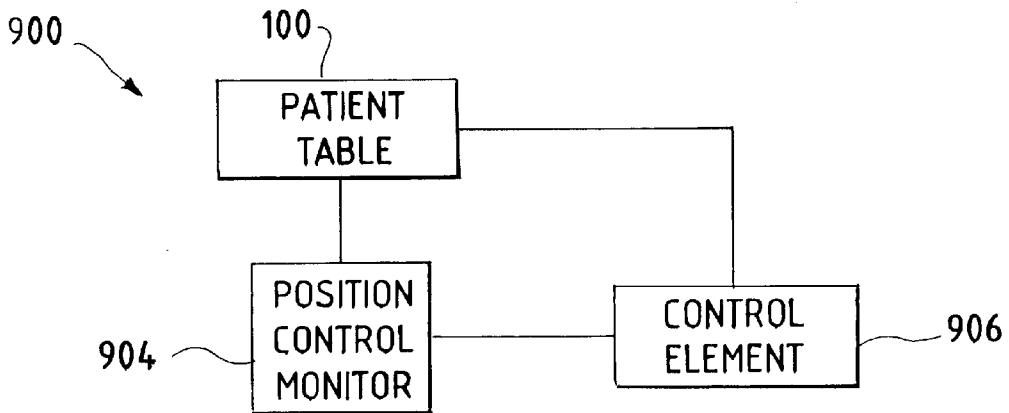 900
100
PATIENT
TABLE
POSITION
CONTROL
MONITOR
904
CONTROL
ELEMENT
906